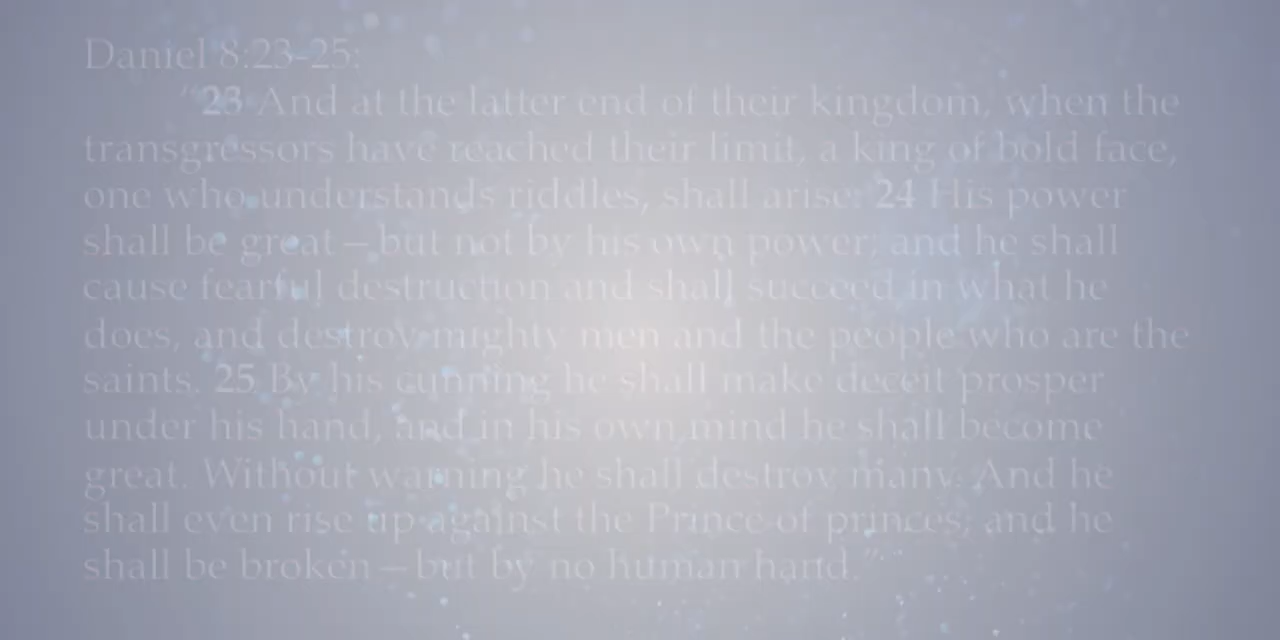 Daniel 8:23-25:
“23 And at the latter end of their kingdom, when the
transgressors have reached their limit, a king of bold face,
one who understands riddles, shall arise. 24 His power
shall be great – but not by his own power; and he shall
cause fearful destruction and shall succeed in what he
does, and destroy mighty men and the people who are the
saints. 25 By his cunning he shall make deceit prosper
under his hand, and in his own mind he shall become
great. Without warning he shall destroy many. And he
shall even rise up against the Prince of princes, and he
shall be broken – but by no human hand.”